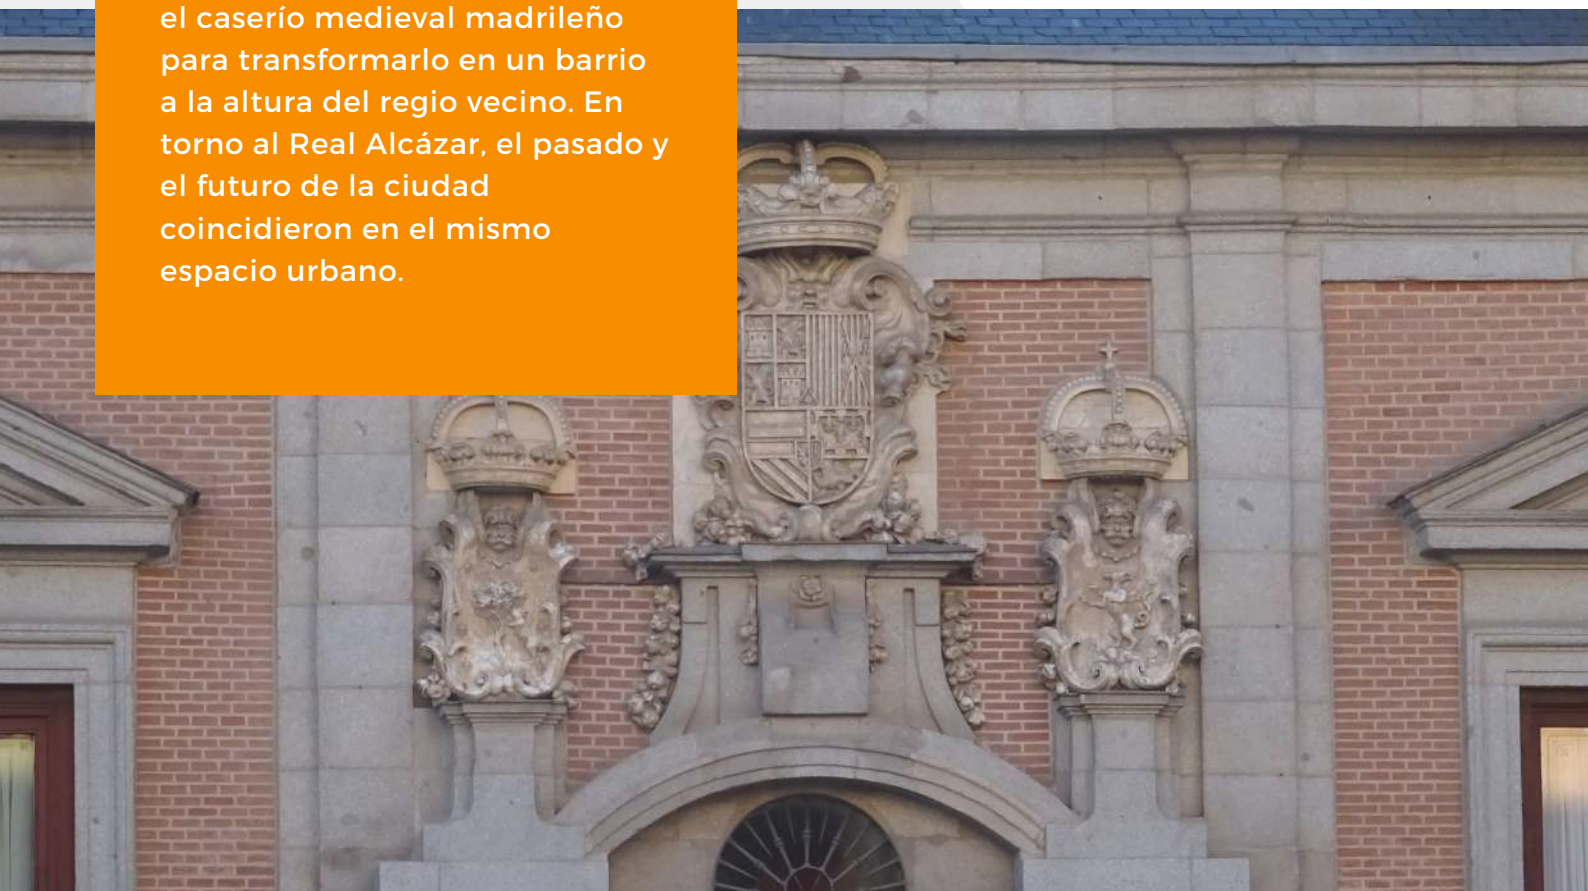 el caserío medieval madrileño
para transformarlo en un barrio
a la altura del regio vecino. En
torno al Real Alcázar, el pasado y
el futuro de la ciudad
coincidieron en el mismo
espacio urbano.